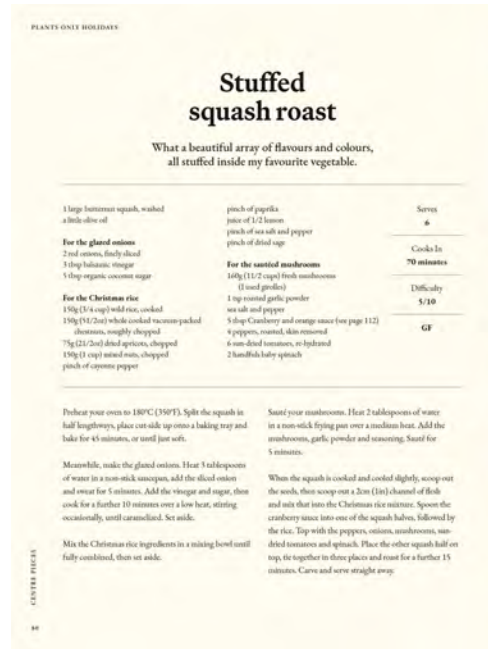 PLANTS ONLY HOLIDAYS
Stuffed
squash roast
What a beautiful array of flavours and colours,
all stuffed inside my favourite vegetable.
1 large butternut squash, washed
a little olive oil
For the glazed onions
2 red onions, finely sliced
3 tbsp balsamic vinegar
5 tbsp organic coconut sugar
For the Christmas rice
150g (3/4 cup) wild rice, cooked
150g (5 1/2oz) whole cooked vacuum-packed
chestnuts, roughly chopped
75g (2 1/2oz) dried apricots, chopped
150g (1 cup) mixed nuts, chopped
pinch of cayenne pepper
pinch of paprika
juice of 1/2 lemon
pinch of sea salt and pepper
pinch of dried sage
For the sautéed mushrooms
160g (1 1/2 cups) fresh mushrooms
(I used girolles)
1 tsp roasted garlic powder
sea salt and pepper
5 tbsp Cranberry and orange sauce (see page 112)
4 peppers, roasted, skin removed
6 sun-dried tomatoes, re-hydrated
2 handfuls baby spinach
Serves
6
Cooks In
70 minutes
Difficulty
5/10
GF
Preheat your oven to 180°C (350°F). Split the squash in
half lengthways, place cut-side up onto a baking tray and
bake for 45 minutes, or until just soft.
Meanwhile, make the glazed onions. Heat 3 tablespoons
of water in a non-stick saucepan, add the sliced onion
and sweat for 5 minutes. Add the vinegar and sugar, then
cook for a further 10 minutes over a low heat, stirring
occasionally, until caramelized. Set aside.
Mix the Christmas rice ingredients in a mixing bowl until
fully combined, then set aside.
Sauté your mushrooms. Heat 2 tablespoons of water
in a non-stick frying pan over a medium heat. Add the
mushrooms, garlic powder and seasoning. Sauté for
5 minutes.
When the squash is cooked and cooled slightly, scoop out
the seeds, then scoop out a 2cm (1in) channel of flesh
and mix that into the Christmas rice mixture. Spoon the
cranberry sauce into one of the squash halves, followed by
the rice. Top with the peppers, onions, mushrooms, sun-
dried tomatoes and spinach. Place the other squash half on
top, tie together in three places and roast for a further 15
minutes. Carve and serve straight away.
CENTRE PIECES